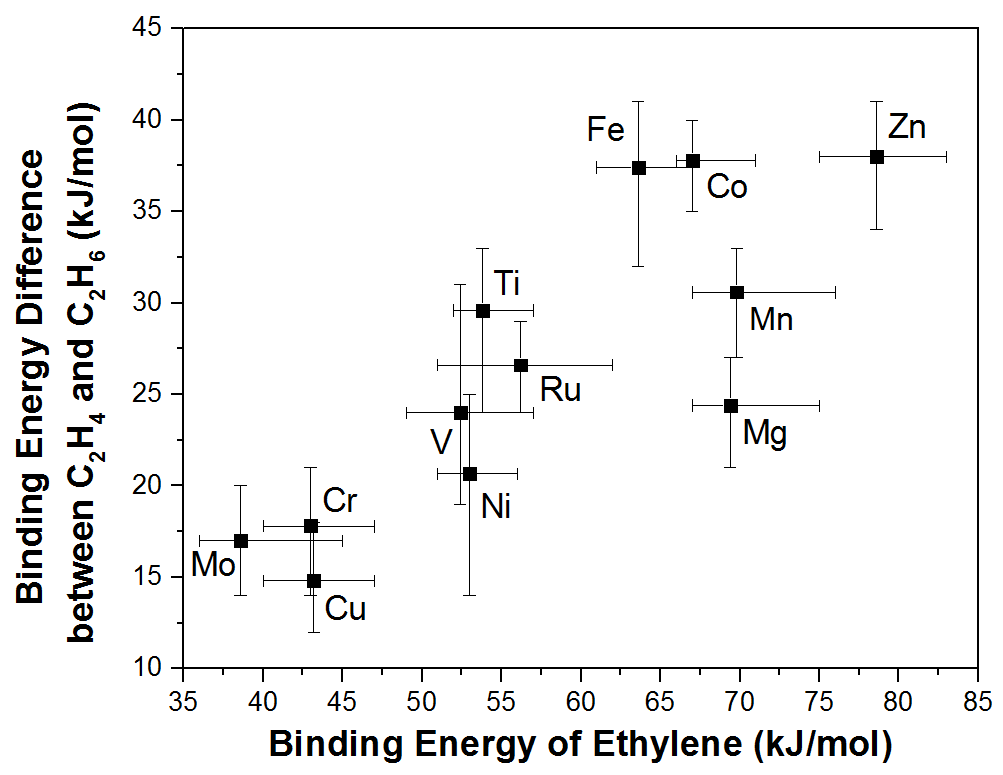 45
40
35
30
25
20
15
10
Binding Energy Difference
between C₂H₄ and C₂H₆ (kJ/mol)
Fe
Co
Zn
Ti
Mn
Ru
V
Mg
Ni
Cr
Mo
Cu
35 40 45 50 55 60 65 70 75 80 85
Binding Energy of Ethylene (kJ/mol)